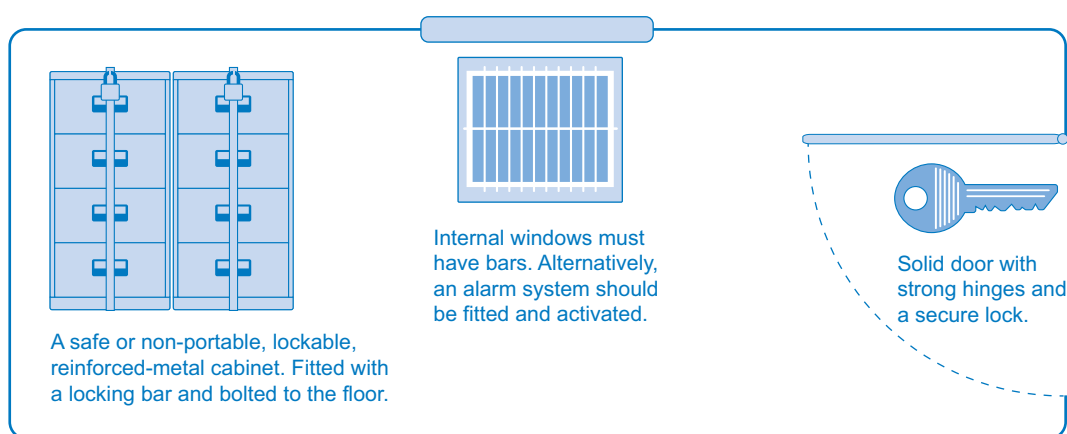 A safe or non-portable, lockable,
reinforced-metal cabinet. Fitted with
a locking bar and bolted to the floor.
Internal windows must
have bars. Alternatively,
an alarm system should
be fitted and activated.
Solid door with
strong hinges and
a secure lock.